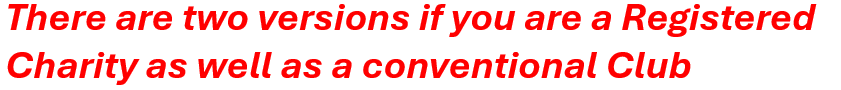 There are two versions if you are a Registered
Charity as well as a conventional Club